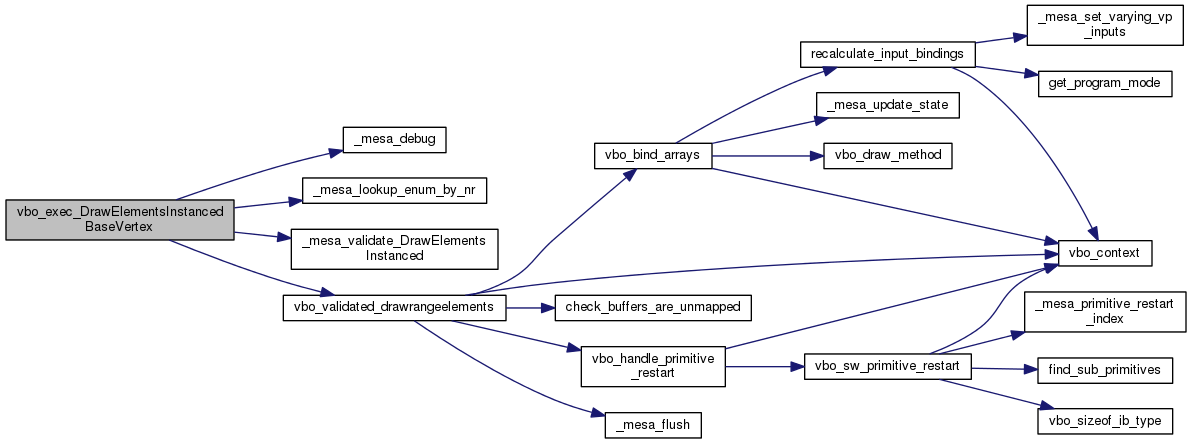 vbo_exec_DrawElementsInstanced
BaseVertex
_mesa_debug
_mesa_lookup_enum_by_nr
_mesa_validate_DrawElements
Instanced
vbo_validated_drawrangeelements
vbo_bind_arrays
check_buffers_are_unmapped
vbo_handle_primitive
_restart
_mesa_flush
recalculate_input_bindings
_mesa_update_state
vbo_draw_method
vbo_sw_primitive_restart
_mesa_set_varying_vp
_inputs
get_program_mode
vbo_context
_mesa_primitive_restart
_index
find_sub_primitives
vbo_sizeof_ib_type